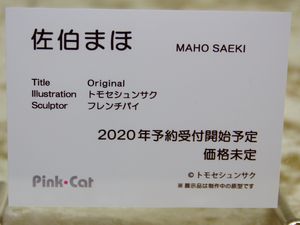 佐伯まほ MAHO SAEKI
Title Original
Illustration トモセシュンサク
Sculptor フレンチパイ
2020年予約受付開始予定
価格未定
Pink・Cat
©トモセシュンサク
※展示品は制作中の原型です